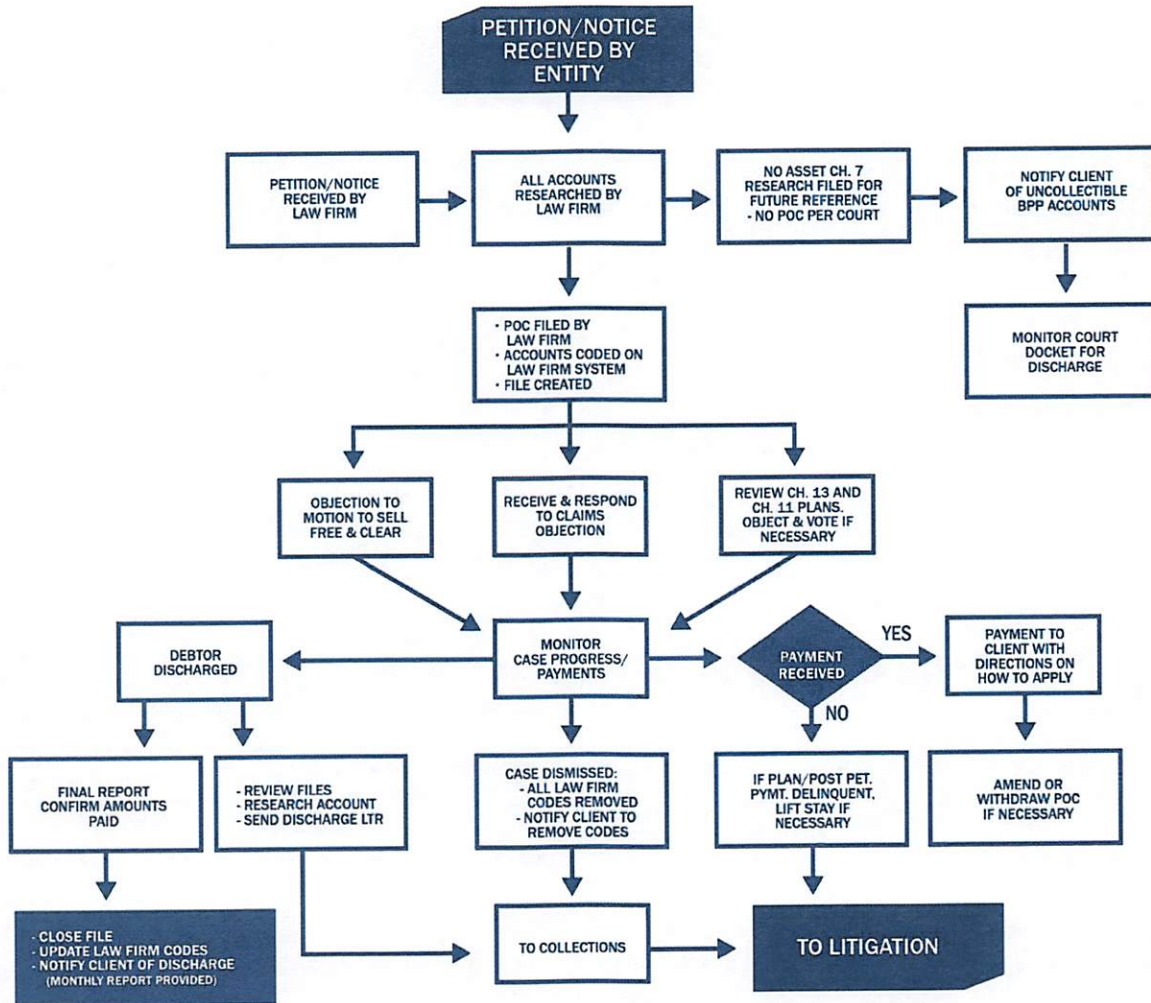 PETITION/NOTICE
RECEIVED BY
ENTITY
PETITION/NOTICE
RECEIVED BY
LAW FIRM
ALL ACCOUNTS
RESEARCHED BY
LAW FIRM
NO ASSET CH. 7
RESEARCH FILED FOR
FUTURE REFERENCE
- NO POC PER COURT
NOTIFY CLIENT
OF UNCOLLECTIBLE
BPP ACCOUNTS
• POC FILED BY
LAW FIRM
• ACCOUNTS CODED ON
LAW FIRM SYSTEM
• FILE CREATED
MONITOR COURT
DOCKET FOR
DISCHARGE
OBJECTION TO
MOTION TO SELL
FREE & CLEAR
RECEIVE & RESPOND
TO CLAIMS
OBJECTION
REVIEW CH. 13 AND
CH. 11 PLANS.
OBJECT & VOTE IF
NECESSARY
DEBTOR
DISCHARGED
MONITOR
CASE PROGRESS/
PAYMENTS
PAYMENT
RECEIVED
YES
NO
PAYMENT TO
CLIENT WITH
DIRECTIONS ON
HOW TO APPLY
FINAL REPORT
CONFIRM AMOUNTS
PAID
- REVIEW FILES
- RESEARCH ACCOUNT
- SEND DISCHARGE LTR
CASE DISMISSED:
- ALL LAW FIRM
CODES REMOVED
- NOTIFY CLIENT TO
REMOVE CODES
IF PLAN/POST PET.
PYMT. DELINQUENT,
LIFT STAY IF
NECESSARY
AMEND OR
WITHDRAW POC
IF NECESSARY
- CLOSE FILE
- UPDATE LAW FIRM CODES
- NOTIFY CLIENT OF DISCHARGE
(MONTHLY REPORT PROVIDED)
TO COLLECTIONS
TO LITIGATION